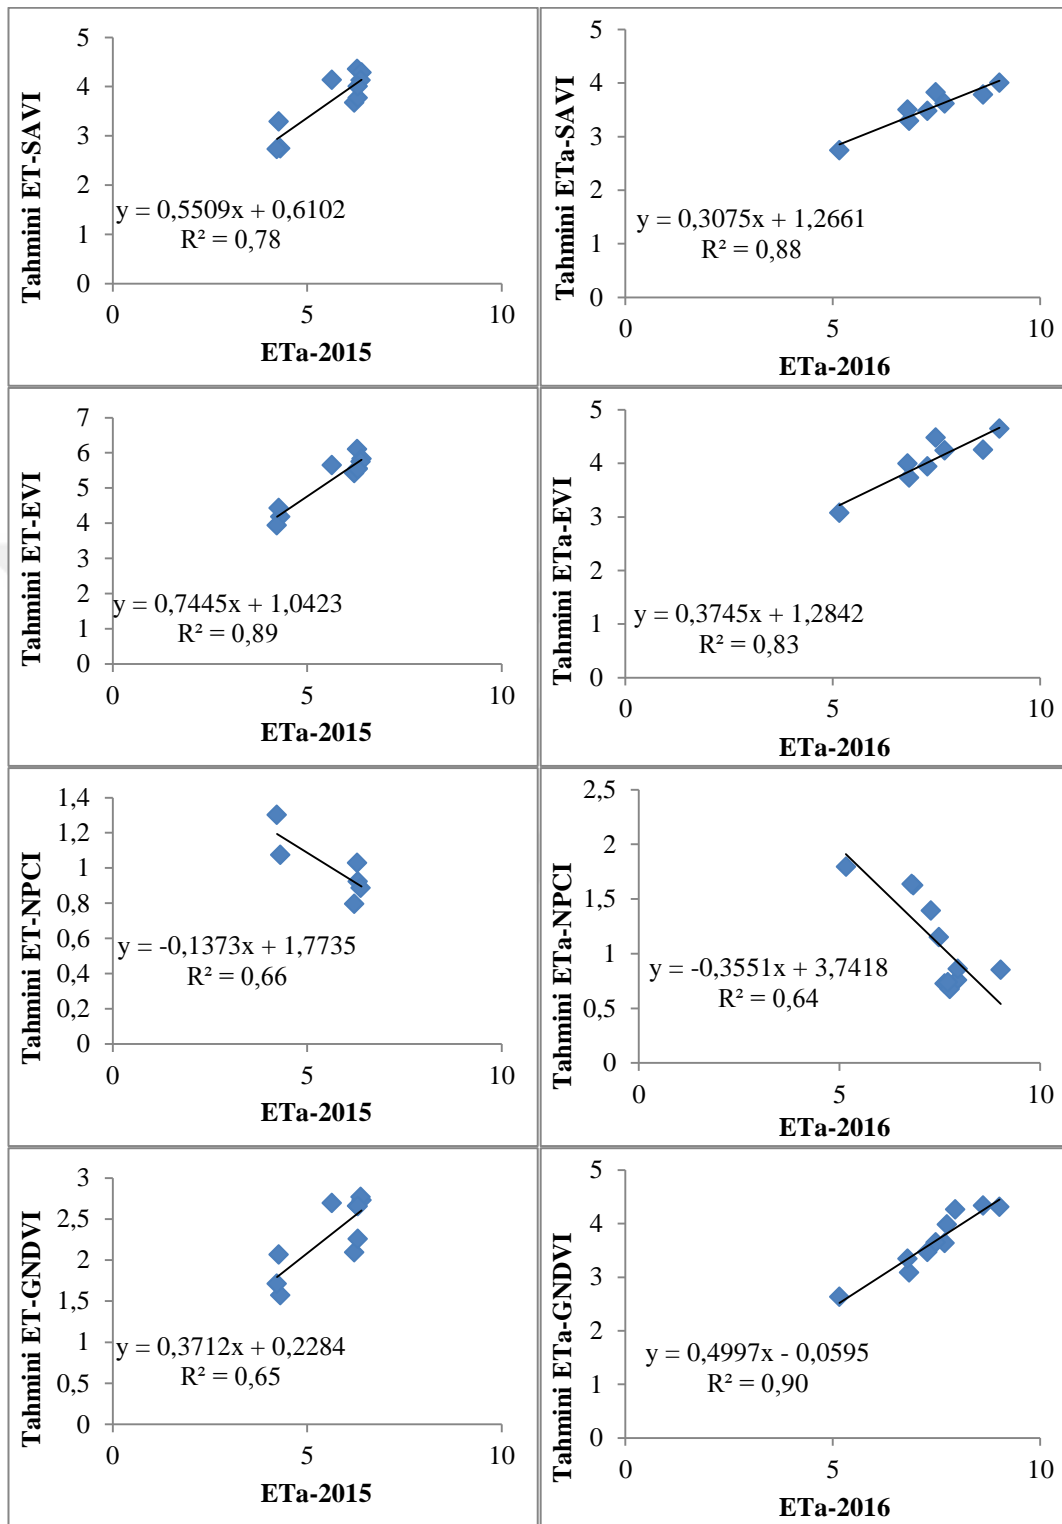 5
4
3
2
1
0
0
5
10
Tahmini ET-SAVI
y = 0,5509x + 0,6102
R² = 0,78
ETa-2015
5
4
3
2
1
0
0
5
10
Tahmini ETa-SAVI
y = 0,3075x + 1,2661
R² = 0,88
ETa-2016
7
6
5
4
3
2
1
0
0
5
10
Tahmini ET-EVI
y = 0,7445x + 1,0423
R² = 0,89
ETa-2015
5
4
3
2
1
0
0
5
10
Tahmini ETa-EVI
y = 0,3745x + 1,2842
R² = 0,83
ETa-2016
1,4
1,2
1
0,8
0,6
0,4
0,2
0
0
5
10
Tahmini ET-NPCI
y = -0,1373x + 1,7735
R² = 0,66
ETa-2015
2,5
2
1,5
1
0,5
0
0
5
10
Tahmini ETa-NPCI
y = -0,3551x + 3,7418
R² = 0,64
ETa-2016
3
2,5
2
1,5
1
0,5
0
0
5
10
Tahmini ET-GNDVI
y = 0,3712x + 0,2284
R² = 0,65
ETa-2015
5
4
3
2
1
0
0
5
10
Tahmini ETa-GNDVI
y = 0,4997x - 0,0595
R² = 0,90
ETa-2016